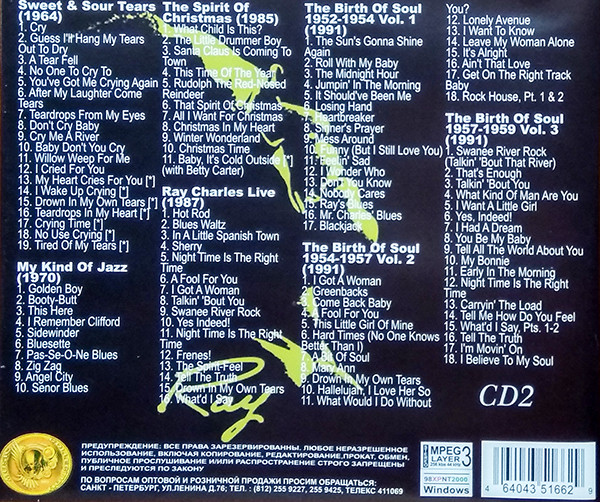 Sweet & Sour Tears
(1964)
1. Cry
2. Guess I'll Hang My Tears
Out To Dry
3. A Tear Fell
4. No One To Cry To
5. You've Got Me Crying Again
6. After My Laughter Come
Tears
7. Teardrops From My Eyes
8. Don't Cry Baby
9. Cry Me A River
10. Baby Don't You Cry
11. Willow Weep For Me
12. I Cried For You
13. My Heart Cries For You [*]
14. I Wake Up Crying [*]
15. Drown In My Own Tears [*]
16. Teardrops In My Heart [*]
17. Crying Time [*]
18. No Use Crying [*]
19. Tired Of My Tears [*]
My Kind Of Jazz
(1970)
1. Golden Boy
2. Booty-Butt
3. This Here
4. I Remember Clifford
5. Sidewinder
6. Bluesette
7. Pas-Se-O-Ne Blues
8. Zig Zag
9. Angel City
10. Senor Blues
The Spirit Of
Christmas (1985)
1. What Child Is This?
2. The Little Drummer Boy
3. Santa Claus Is Coming To
Town
4. This Time Of The Year
5. Rudolph The Red-Nosed
Reindeer
6. That Spirit Of Christmas
7. All I Want For Christmas
8. Christmas In My Heart
9. Winter Wonderland
10. Christmas Time
11. Baby, It's Cold Outside [*]
(with Betty Carter)
Ray Charles Live
(1987)
1. Hot Rod
2. Blues Waltz
3. In A Little Spanish Town
4. Sherry
5. Night Time Is The Right
Time
6. A Fool For You
7. I Got A Woman
8. Talkin' 'Bout You
9. Swanee River Rock
10. Yes Indeed!
11. Night Time Is The Right
Time
12. Frenes!
13. The Spirit-Feel
14. Tell The Truth
15. Drown In My Own Tears
16. What'd I Say
Ray
The Birth Of Soul
1952-1954 Vol. 1
(1991)
1. The Sun's Gonna Shine
Again
2. Roll With My Baby
3. The Midnight Hour
4. Jumpin' In The Morning
5. It Should've Been Me
6. Losing Hand
7. Heartbreaker
8. Sinner's Prayer
9. Mess Around
10. Funny (But I Still Love You)
11. Feelin' Sad
12. I Wonder Who
13. Don't You Know
14. Nobody Cares
15. Ray's Blues
16. Mr. Charles' Blues
17. Blackjack
The Birth Of Soul
1954-1957 Vol. 2
(1991)
1. I Got A Woman
2. Greenbacks
3. Come Back Baby
4. A Fool For You
5. This Little Girl Of Mine
6. Hard Times (No One Knows
Better Than I)
7. A Bit Of Soul
8. Mary Ann
9. Drown In My Own Tears
10. Hallelujah, I Love Her So
11. What Would I Do Without
You?
12. Lonely Avenue
13. I Want To Know
14. Leave My Woman Alone
15. It's Alright
16. Ain't That Love
17. Get On The Right Track
Baby
18. Rock House, Pt. 1 & 2
The Birth Of Soul
1957-1959 Vol. 3
(1991)
1. Swanee River Rock
(Talkin' 'Bout That River)
2. That's Enough
3. Talkin' 'Bout You
4. What Kind Of Man Are You
5. I Want A Little Girl
6. Yes, Indeed!
7. I Had A Dream
8. You Be My Baby
9. Tell All The World About You
10. My Bonnie
11. Early In The Morning
12. Night Time Is The Right
Time
13. Carryin' The Load
14. Tell Me How Do You Feel
15. What'd I Say, Pts. 1-2
16. Tell The Truth
17. I'm Movin' On
18. I Believe To My Soul
CD2
ПРЕДУПРЕЖДЕНИЕ: ВСЕ ПРАВА ЗАРЕЗЕРВИРОВАННЫ. ЛЮБОЕ НЕРАЗРЕШЕННОЕ
ИСПОЛЬЗОВАНИЕ, ВКЛЮЧАЯ КОПИРОВАНИЕ, РЕДАКТИРОВАНИЕ,ПРОКАТ, ОБМЕН,
ПУБЛИЧНОЕ ПРОСЛУШИВАНИЕ И/ИЛИ РАСПРОСТРАНЕНИЕ СТРОГО ЗАПРЕЩЕНЫ
И ПРЕСЛЕДУЮТСЯ ПО ЗАКОНУ
ПО ВОПРОСАМ ОПТОВОЙ И РОЗНИЧНОЙ ПРОДАЖИ ПРОСИМ ОБРАЩАТЬСЯ:
САНКТ - ПЕТЕРБУРГ, УЛ.ЛЕНИНА Д.76; ТЕЛ. : (812) 255 9227, 255 9425, ТЕЛЕКС 411069
MPEG
LAYER 3
256 kbs 44 kHz
98XPNT2000
Windows
4 64043 51662 9